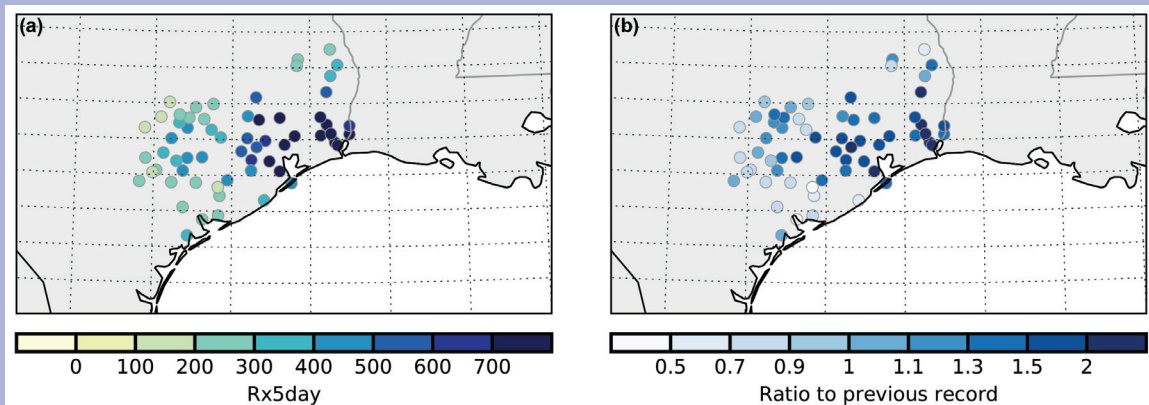 (a)
(b)
0 100 200 300 400 500 600 700
Rx5day
0.5 0.7 0.9 1 1.1 1.3 1.5 2
Ratio to previous record